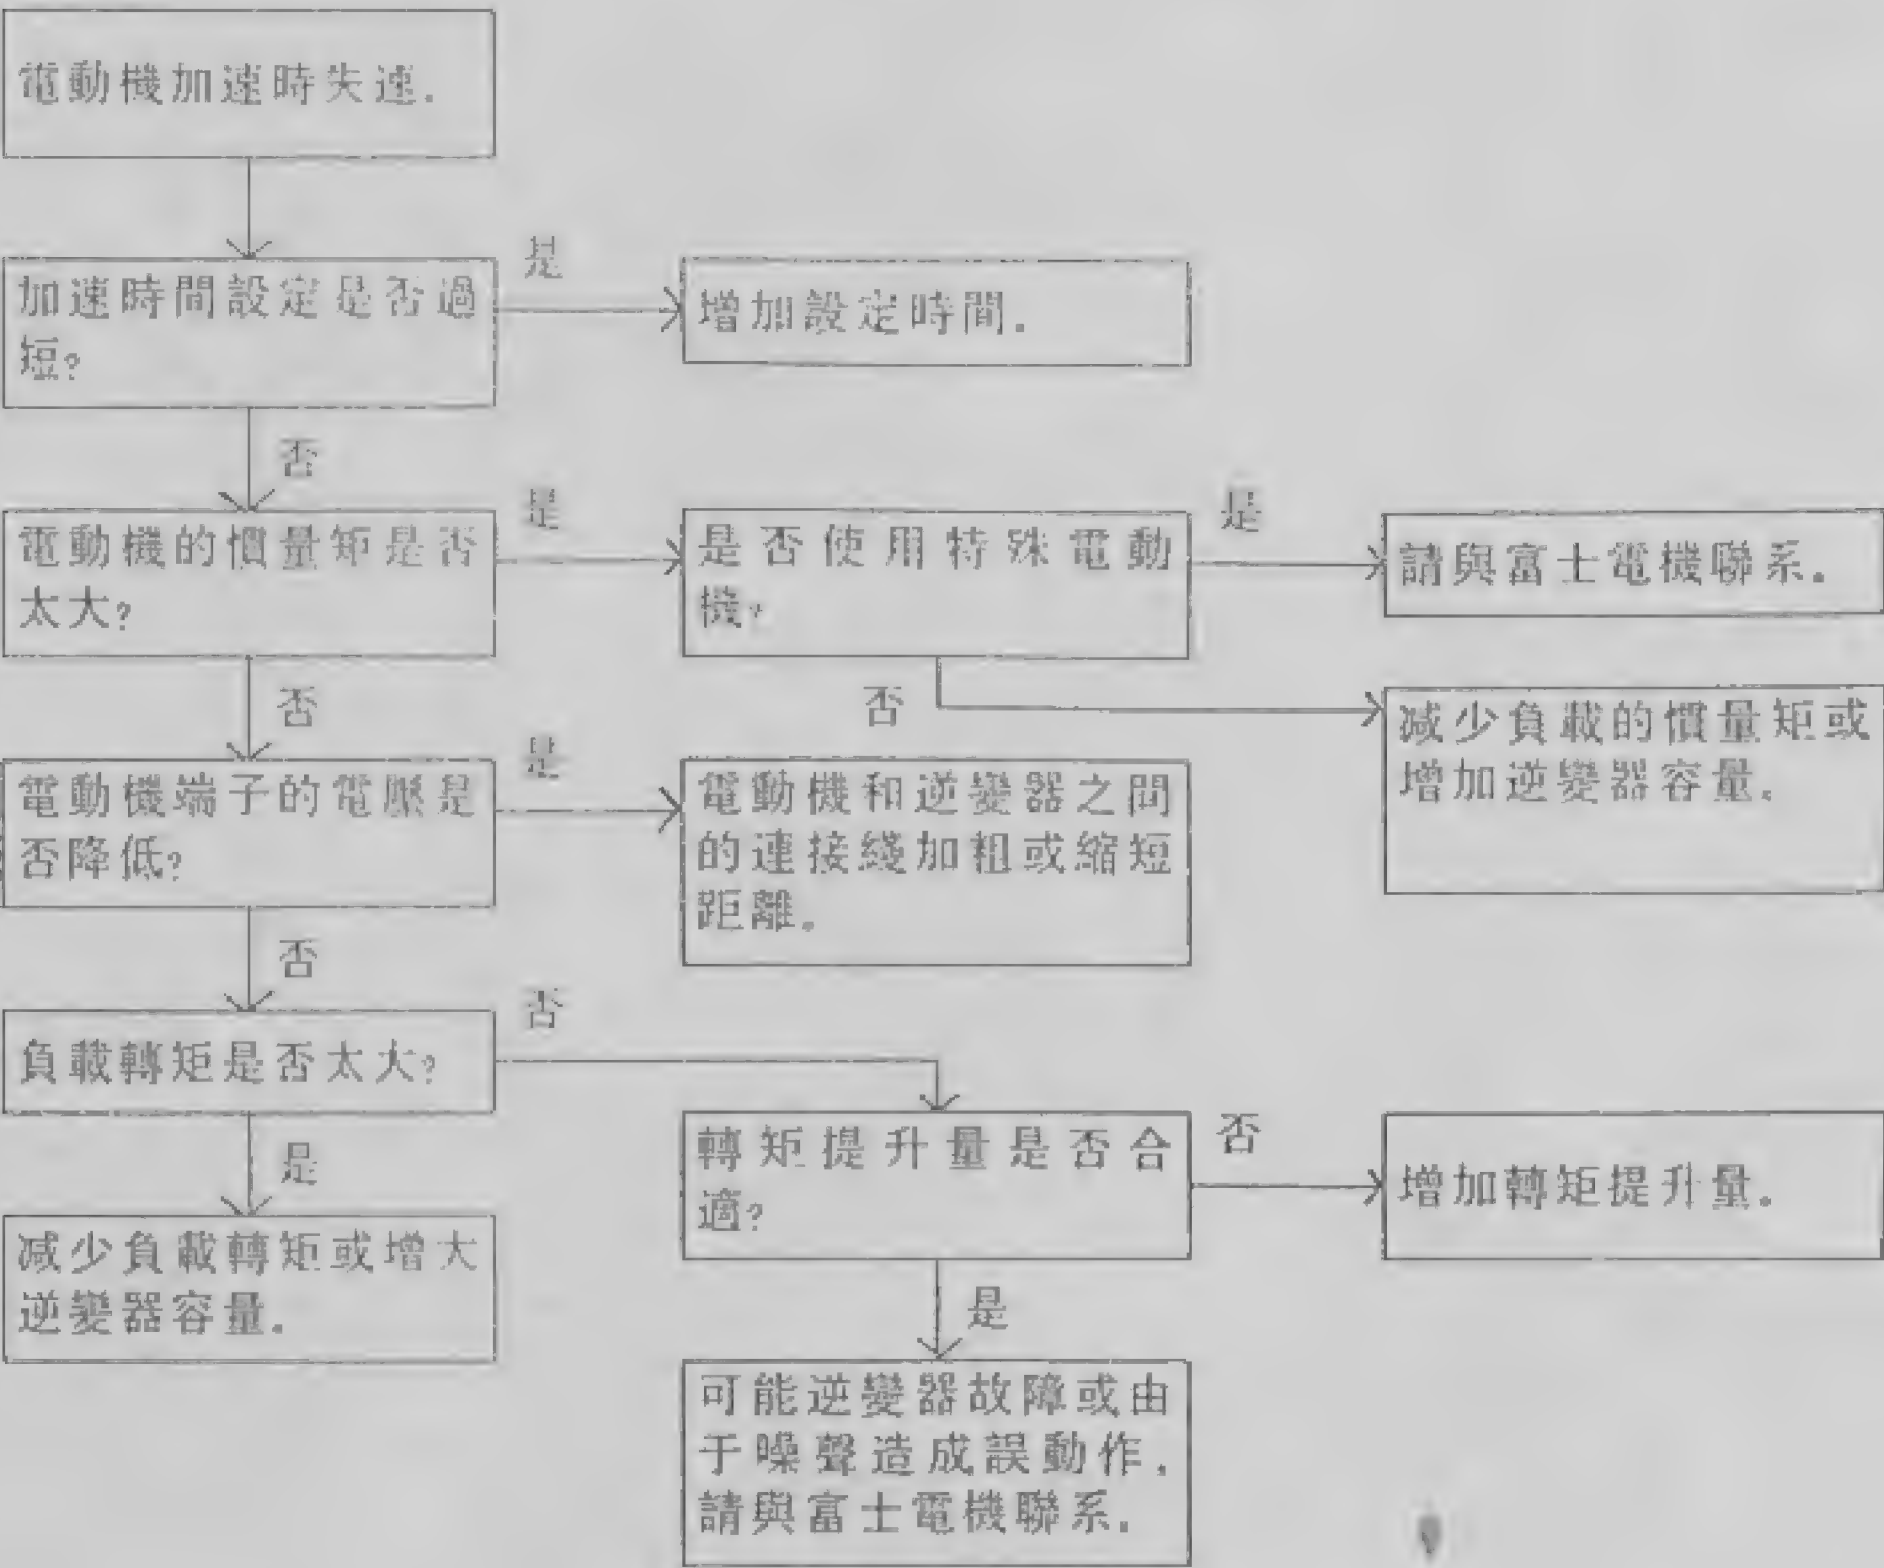 電動機加速時失速.
是
加速時間設定是否過
短?
增加設定時間.
否
是
是
電動機的慣量矩是否
太大?
是否使用特殊電動
機?
請與富士電機聯系.
否
否
减少負載的慣量矩或
增加逆變器容量.
是
電動機端子的電壓是
否降低?
電動機和逆變器之間
的連接綫加粗或縮短
距離.
否
否
負載轉矩是否太大?
轉矩提升量是否合
適?
否
增加轉矩提升量.
是
减少負載轉矩或增大
逆變器容量.
是
可能逆變器故障或由
于噪聲造成誤動作.
請與富士電機聯系.